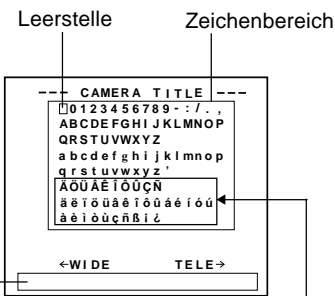 Leerstelle Zeichenbereich
--- CAMERA TITLE ---
0123456789-:/.,
ABCDEFGHIJKLMNOP
QRSTUVWXYZ
abcdefghijklmnop
qrstuvwxyz'
ÄÖÜÂÊÎÔÛÇÑ
äëïöüâêîôûáéíóú
àèìòùçñßi¿
←WIDE TELE→